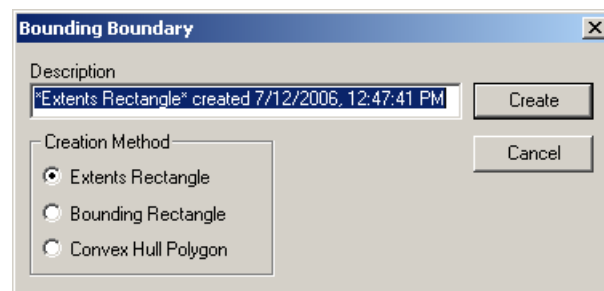 Bounding Boundary
Description
*Extents Rectangle* created 7/12/2006, 12:47:41 PM
Create
Creation Method
Cancel
Extents Rectangle
Bounding Rectangle
Convex Hull Polygon